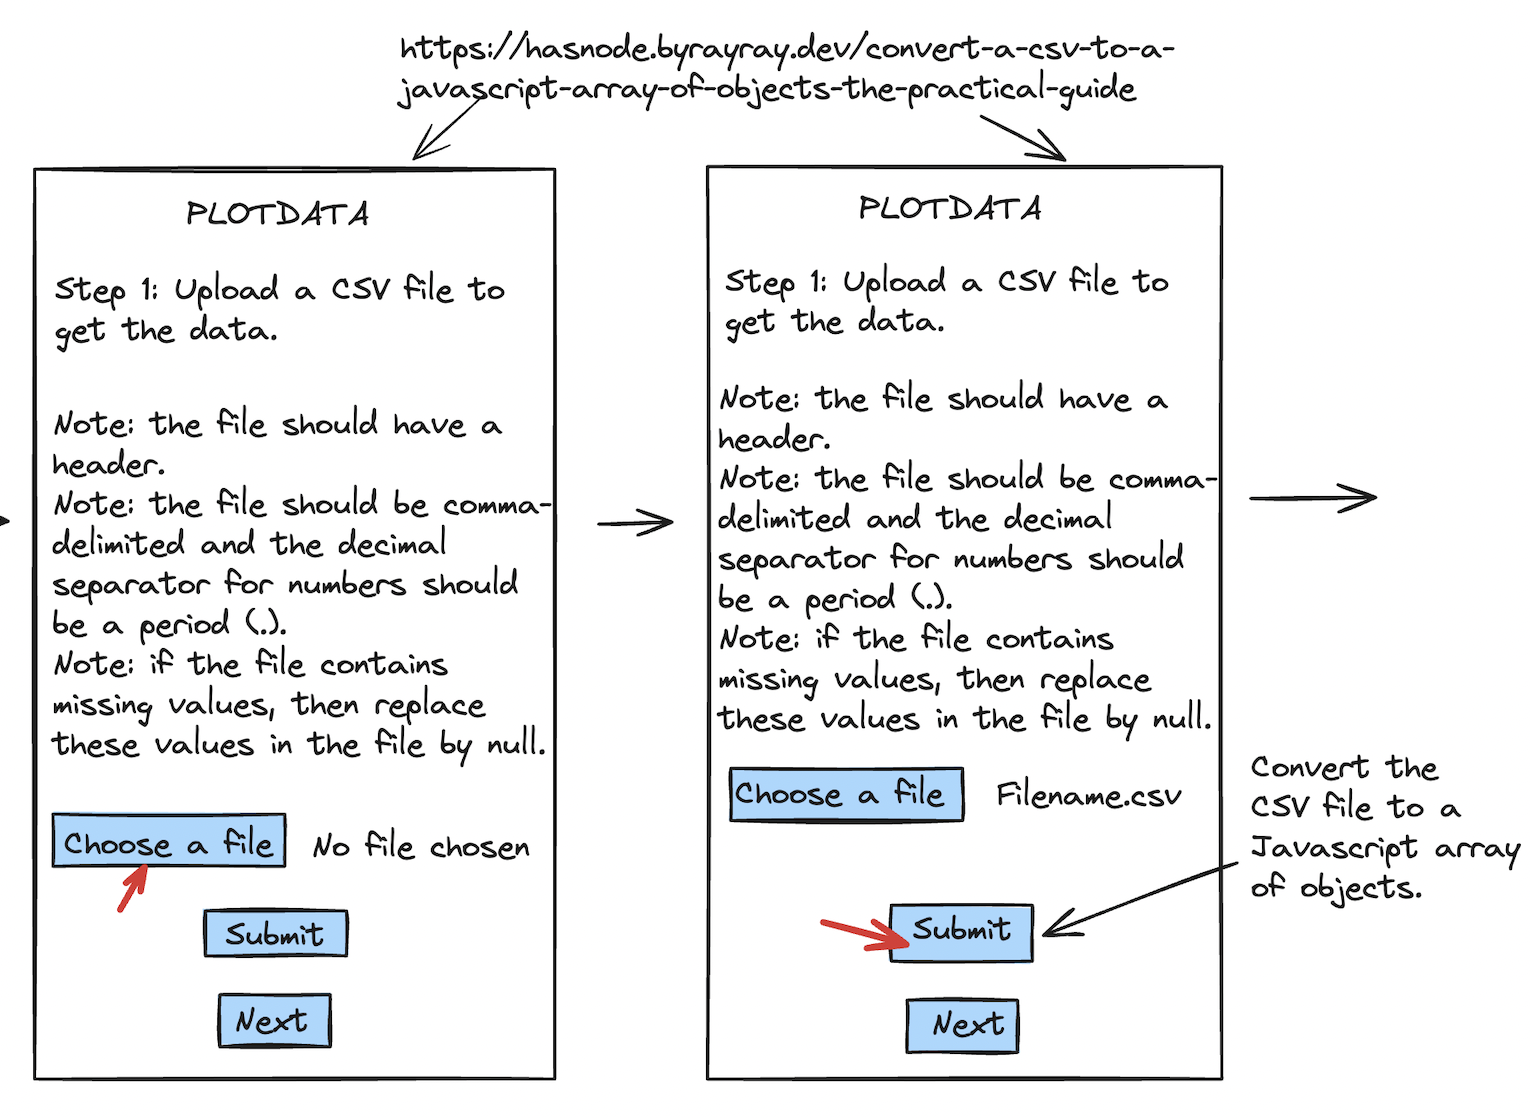 https://hasnode.byrayray.dev/convert-a-csv-to-a-
javascript-array-of-objects-the-practical-guide
PLOTDATA
Step 1: Upload a CSV file to
get the data.
Note: the file should have a
header.
Note: the file should be comma-
delimited and the decimal
separator for numbers should
be a period (.).
Note: if the file contains
missing values, then replace
these values in the file by null.
Choose a file No file chosen
Submit
Next
PLOTDATA
Step 1: Upload a CSV file to
get the data.
Note: the file should have a
header.
Note: the file should be comma-
delimited and the decimal
separator for numbers should
be a period (.).
Note: if the file contains
missing values, then replace
these values in the file by null.
Choose a file Filename.csv
Submit
Next
Convert the
CSV file to a
Javascript array
of objects.